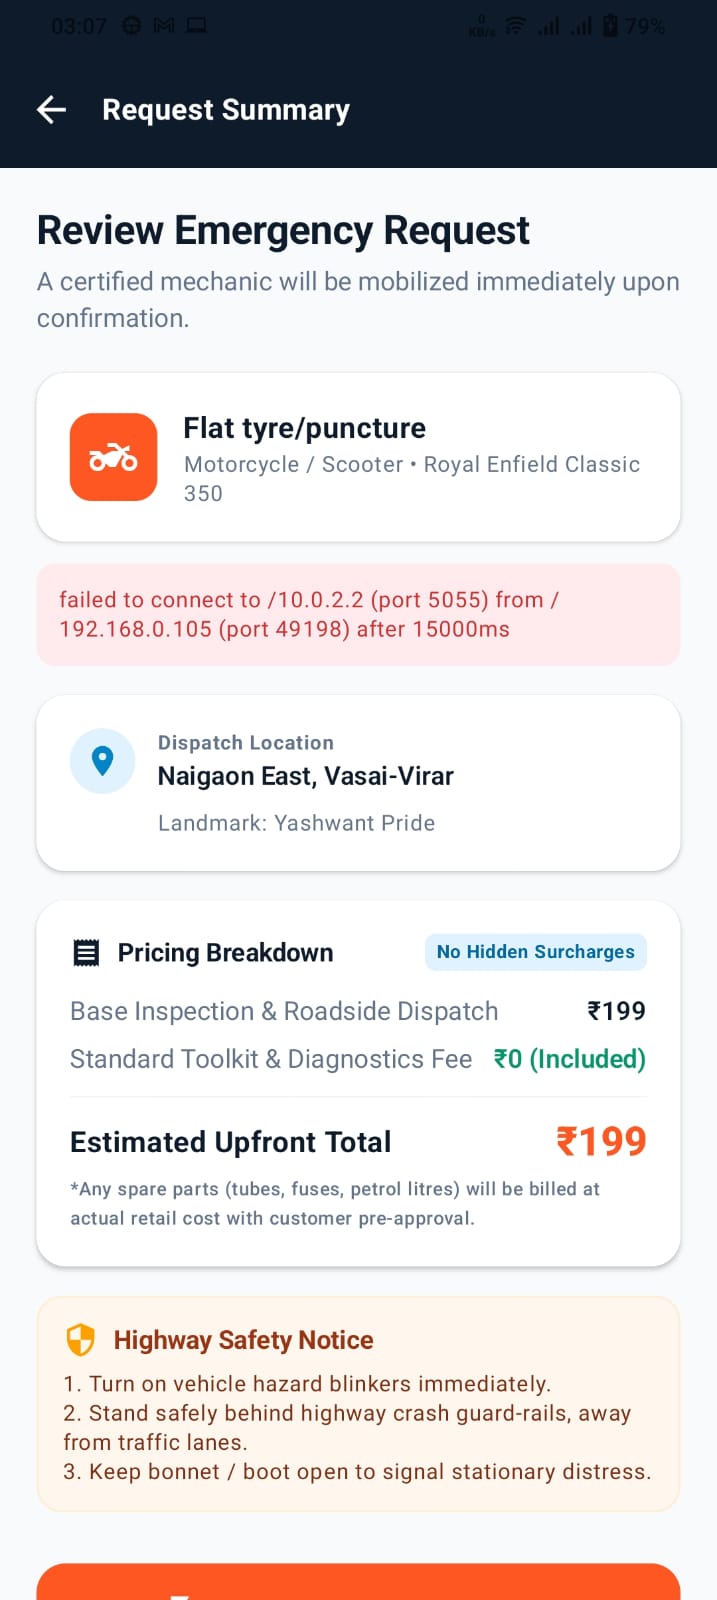 03:07
0
KB/s
79%
Request Summary
Review Emergency Request
A certified mechanic will be mobilized immediately upon
confirmation.
Flat tyre/puncture
Motorcycle / Scooter • Royal Enfield Classic
350
failed to connect to /10.0.2.2 (port 5055) from /
192.168.0.105 (port 49198) after 15000ms
Dispatch Location
Naigaon East, Vasai-Virar
Landmark: Yashwant Pride
Pricing Breakdown
No Hidden Surcharges
Base Inspection & Roadside Dispatch ₹199
Standard Toolkit & Diagnostics Fee ₹0 (Included)
Estimated Upfront Total ₹199
*Any spare parts (tubes, fuses, petrol litres) will be billed at
actual retail cost with customer pre-approval.
Highway Safety Notice
1. Turn on vehicle hazard blinkers immediately.
2. Stand safely behind highway crash guard-rails, away
from traffic lanes.
3. Keep bonnet / boot open to signal stationary distress.